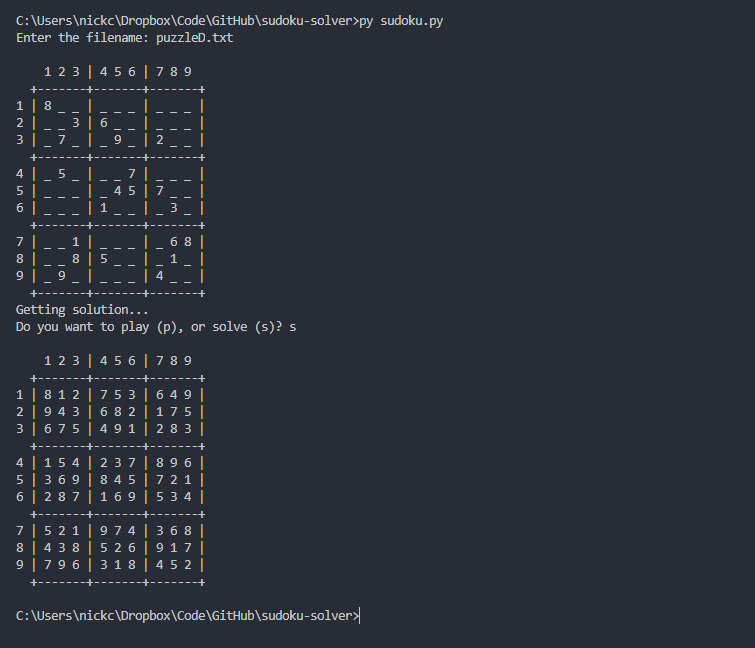 C:\Users\nickc\Dropbox\Code\GitHub\sudoku-solver>py sudoku.py
Enter the filename: puzzleD.txt
    1 2 3 | 4 5 6 | 7 8 9
  +-------+-------+-------+
1 | 8 _ _ | _ _ _ | _ _ _ |
2 | _ _ 3 | 6 _ _ | _ _ _ |
3 | _ 7 _ | _ 9 _ | 2 _ _ |
  +-------+-------+-------+
4 | _ 5 _ | _ _ 7 | _ _ _ |
5 | _ _ _ | _ 4 5 | 7 _ _ |
6 | _ _ _ | 1 _ _ | _ 3 _ |
  +-------+-------+-------+
7 | _ _ 1 | _ _ _ | _ 6 8 |
8 | _ _ 8 | 5 _ _ | _ 1 _ |
9 | _ 9 _ | _ _ _ | 4 _ _ |
  +-------+-------+-------+
Getting solution...
Do you want to play (p), or solve (s)? s
    1 2 3 | 4 5 6 | 7 8 9
  +-------+-------+-------+
1 | 8 1 2 | 7 5 3 | 6 4 9 |
2 | 9 4 3 | 6 8 2 | 1 7 5 |
3 | 6 7 5 | 4 9 1 | 2 8 3 |
  +-------+-------+-------+
4 | 1 5 4 | 2 3 7 | 8 9 6 |
5 | 3 6 9 | 8 4 5 | 7 2 1 |
6 | 2 8 7 | 1 6 9 | 5 3 4 |
  +-------+-------+-------+
7 | 5 2 1 | 9 7 4 | 3 6 8 |
8 | 4 3 8 | 5 2 6 | 9 1 7 |
9 | 7 9 6 | 3 1 8 | 4 5 2 |
  +-------+-------+-------+
C:\Users\nickc\Dropbox\Code\GitHub\sudoku-solver>